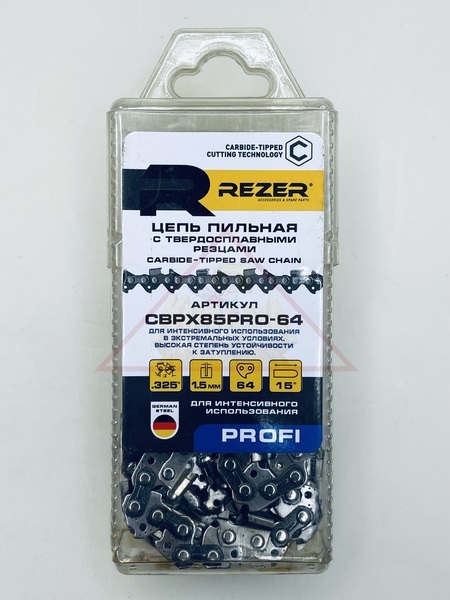 CARBIDE-TIPPED
CUTTING TECHNOLOGY
C
R
REZER®
ACCESSORIES & SPARE PARTS
ЦЕПЬ ПИЛЬНАЯ
С ТВЕРДОСПЛАВНЫМИ
РЕЗЦАМИ
CARBIDE-TIPPED SAW CHAIN
АРТИКУЛ
CBPX85PRO-64
ДЛЯ ИНТЕНСИВНОГО ИСПОЛЬЗОВАНИЯ
В ЭКСТРЕМАЛЬНЫХ УСЛОВИЯХ.
ВЫСОКАЯ СТЕПЕНЬ УСТОЙЧИВОСТИ
К ЗАТУПЛЕНИЮ.
.325" 1.5 ММ 64 15"
GERMAN
STEEL
ДЛЯ ИНТЕНСИВНОГО
ИСПОЛЬЗОВАНИЯ
PROFI